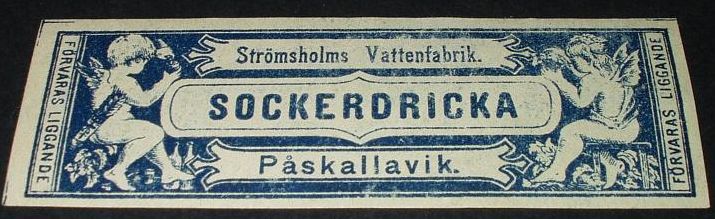 FÖRVARAS LIGGANDE
Strömsholms Vattenfabrik.
SOCKERDRICKA
Påskallavik.
FÖRVARAS LIGGANDE